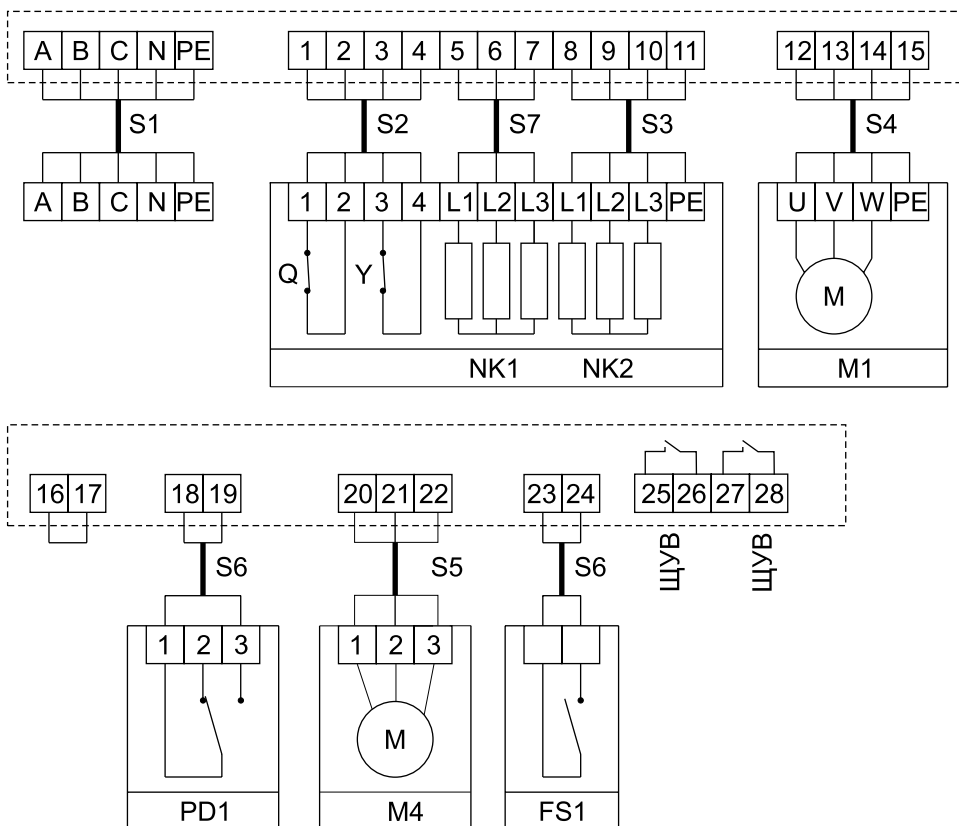 A B C N PE 1 2 3 4 5 6 7 8 9 10 11 12 13 14 15
S1 S2 S7 S3 S4
A B C N PE 1 2 3 4 L1 L2 L3 L1 L2 L3 PE U V W PE
Q Y M
NK1 NK2 M1
16 17 18 19 20 21 22 23 24 25 26 27 28
S6 S5 S6 ЩУВ ЩУВ
1 2 3 1 2 3
M
PD1 M4 FS1